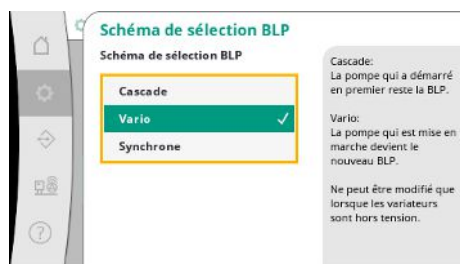 Schéma de sélection BLP
Schéma de sélection BLP
Cascade
Vario
Synchrone
Cascade:
La pompe qui a démarré
en premier reste la BLP.
Vario:
La pompe qui est mise en
marche devient le
nouveau BLP.
Ne peut être modifié que
lorsque les variateurs
sont hors tension.